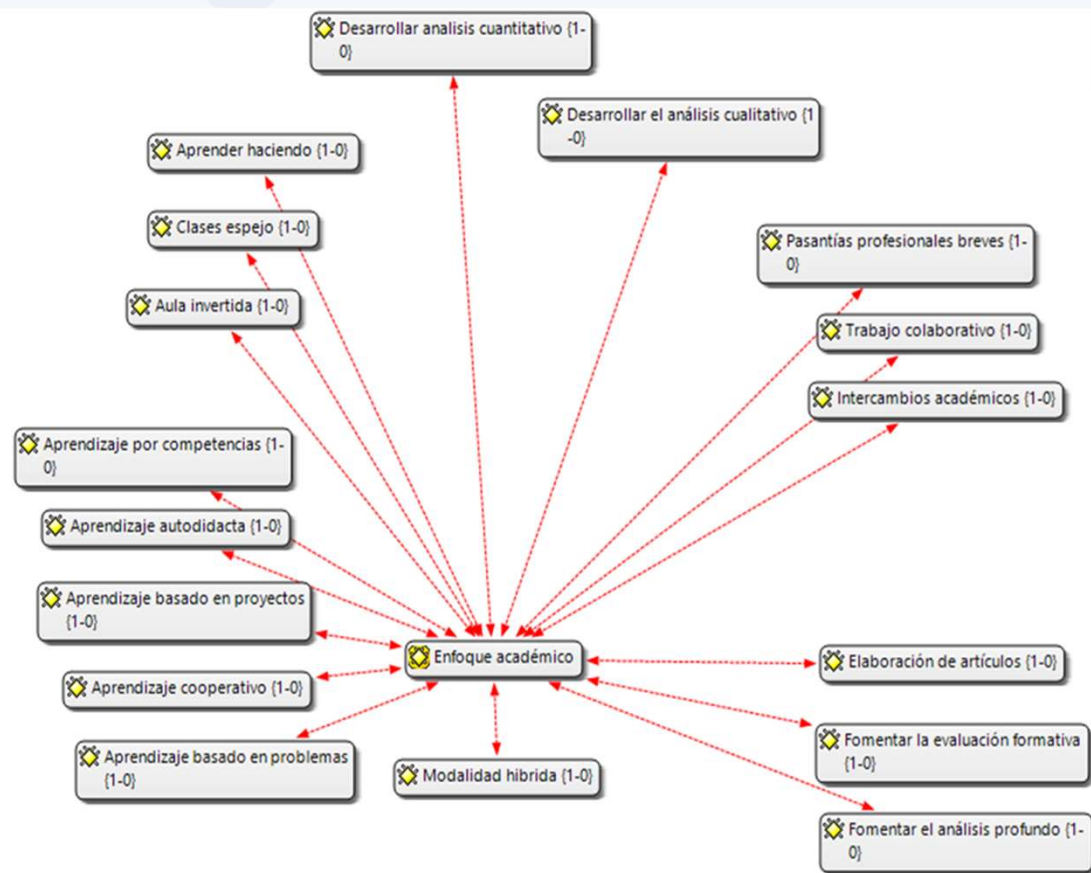 Desarrollar analisis cuantitativo {1-
0}
Desarrollar el análisis cualitativo {1
-0}
Aprender haciendo {1-0}
Clases espejo {1-0}
Pasantías profesionales breves {1-
0}
Aula invertida {1-0}
Trabajo colaborativo {1-0}
Intercambios académicos {1-0}
Aprendizaje por competencias {1-
0}
Aprendizaje autodidacta {1-0}
Aprendizaje basado en proyectos
{1-0}
Enfoque académico
Elaboración de artículos {1-0}
Aprendizaje cooperativo {1-0}
Fomentar la evaluación formativa
{1-0}
Aprendizaje basado en problemas
{1-0}
Modalidad hibrida {1-0}
Fomentar el análisis profundo {1-
0}